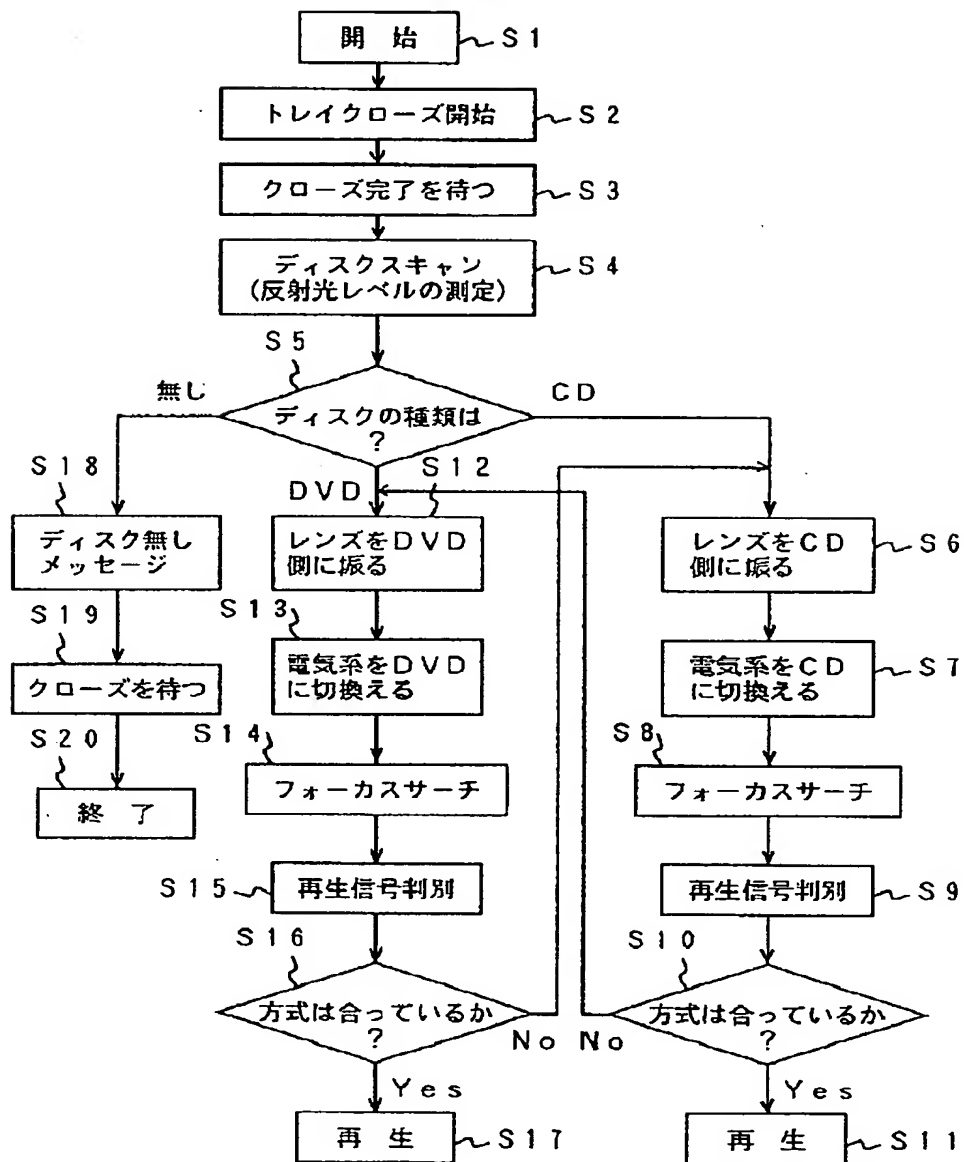 開 始
S1
トレイクローズ開始
S2
クローズ完了を待つ
S3
ディスクスキャン
(反射光レベルの測定)
S4
S5
無し
CD
ディスクの種類は
?
S18
DVD
S12
ディスク無し
メッセージ
レンズをDVD
側に振る
レンズをCD
側に振る
S6
S19
S13
クローズを待つ
電気系をDVD
に切換える
電気系をCD
に切換える
S7
S20
S14
S8
終 了
フォーカスサーチ
フォーカスサーチ
S15
再生信号判別
再生信号判別
S9
S16
S10
方式は合っているか
?
No
No
方式は合っているか
?
Yes
Yes
再 生
S17
再 生
S11